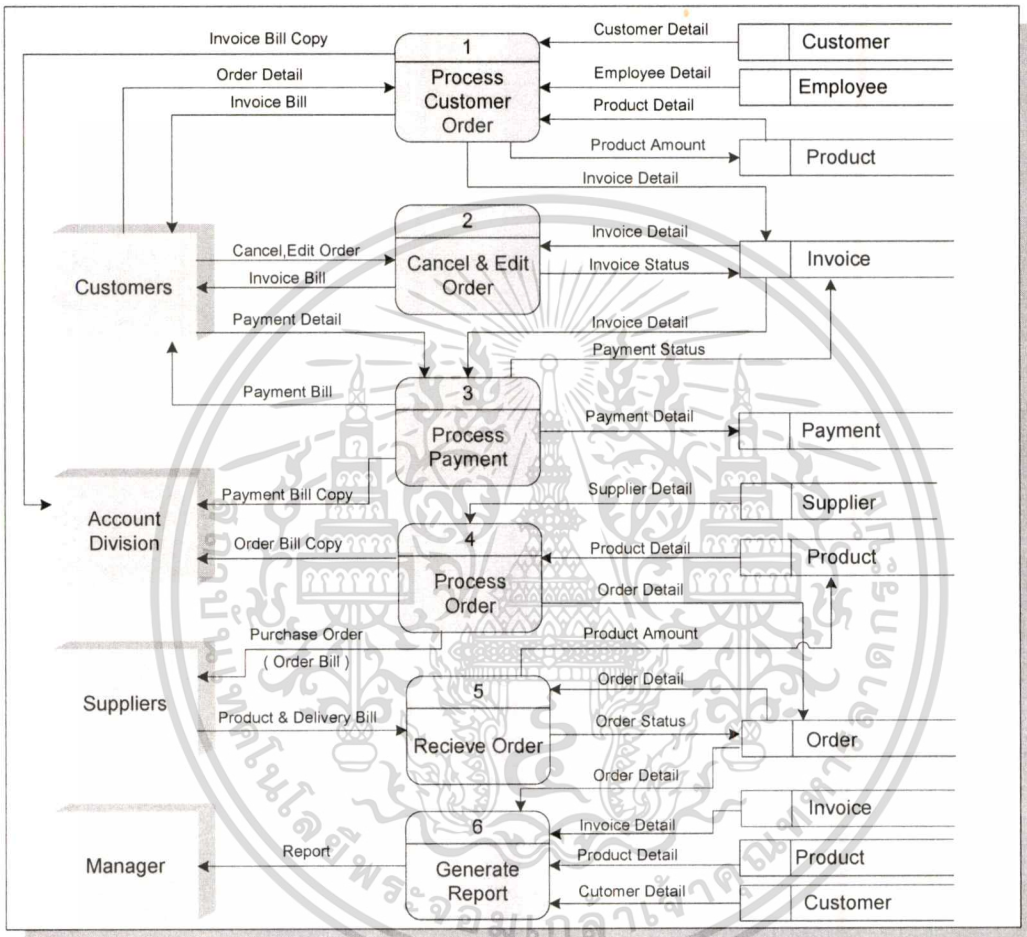 Invoice Bill Copy
Order Detail
Invoice Bill
1
Process
Customer
Order
Customer Detail
Employee Detail
Product Detail
Product Amount
Invoice Detail
Customer
Employee
Product
Customers
Cancel,Edit Order
Invoice Bill
Payment Detail
Payment Bill
2
Cancel & Edit
Order
Invoice Detail
Invoice Status
Invoice
Invoice Detail
Payment Status
3
Process
Payment
Payment Detail
Payment
Account
Division
Payment Bill Copy
Order Bill Copy
Supplier Detail
Supplier
4
Process
Order
Product Detail
Product
Order Detail
Purchase Order
( Order Bill )
Product Amount
Suppliers
Product & Delivery Bill
5
Recieve Order
Order Detail
Order Status
Order
Order Detail
Manager
Report
6
Generate
Report
Invoice Detail
Invoice
Product Detail
Product
Cutomer Detail
Customer